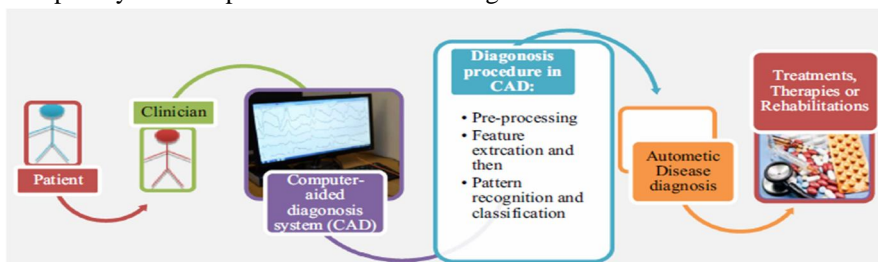 Patient
Clinician
Computer-
aided
diagonosis
system (CAD)
Diagonosis
procedure in
CAD:
• Pre-processing
• Feature
extrcation and
then
• Pattern
recognition and
classification
Autometic
Disease
diagnosis
Treatments,
Therapies or
Rehabilitations